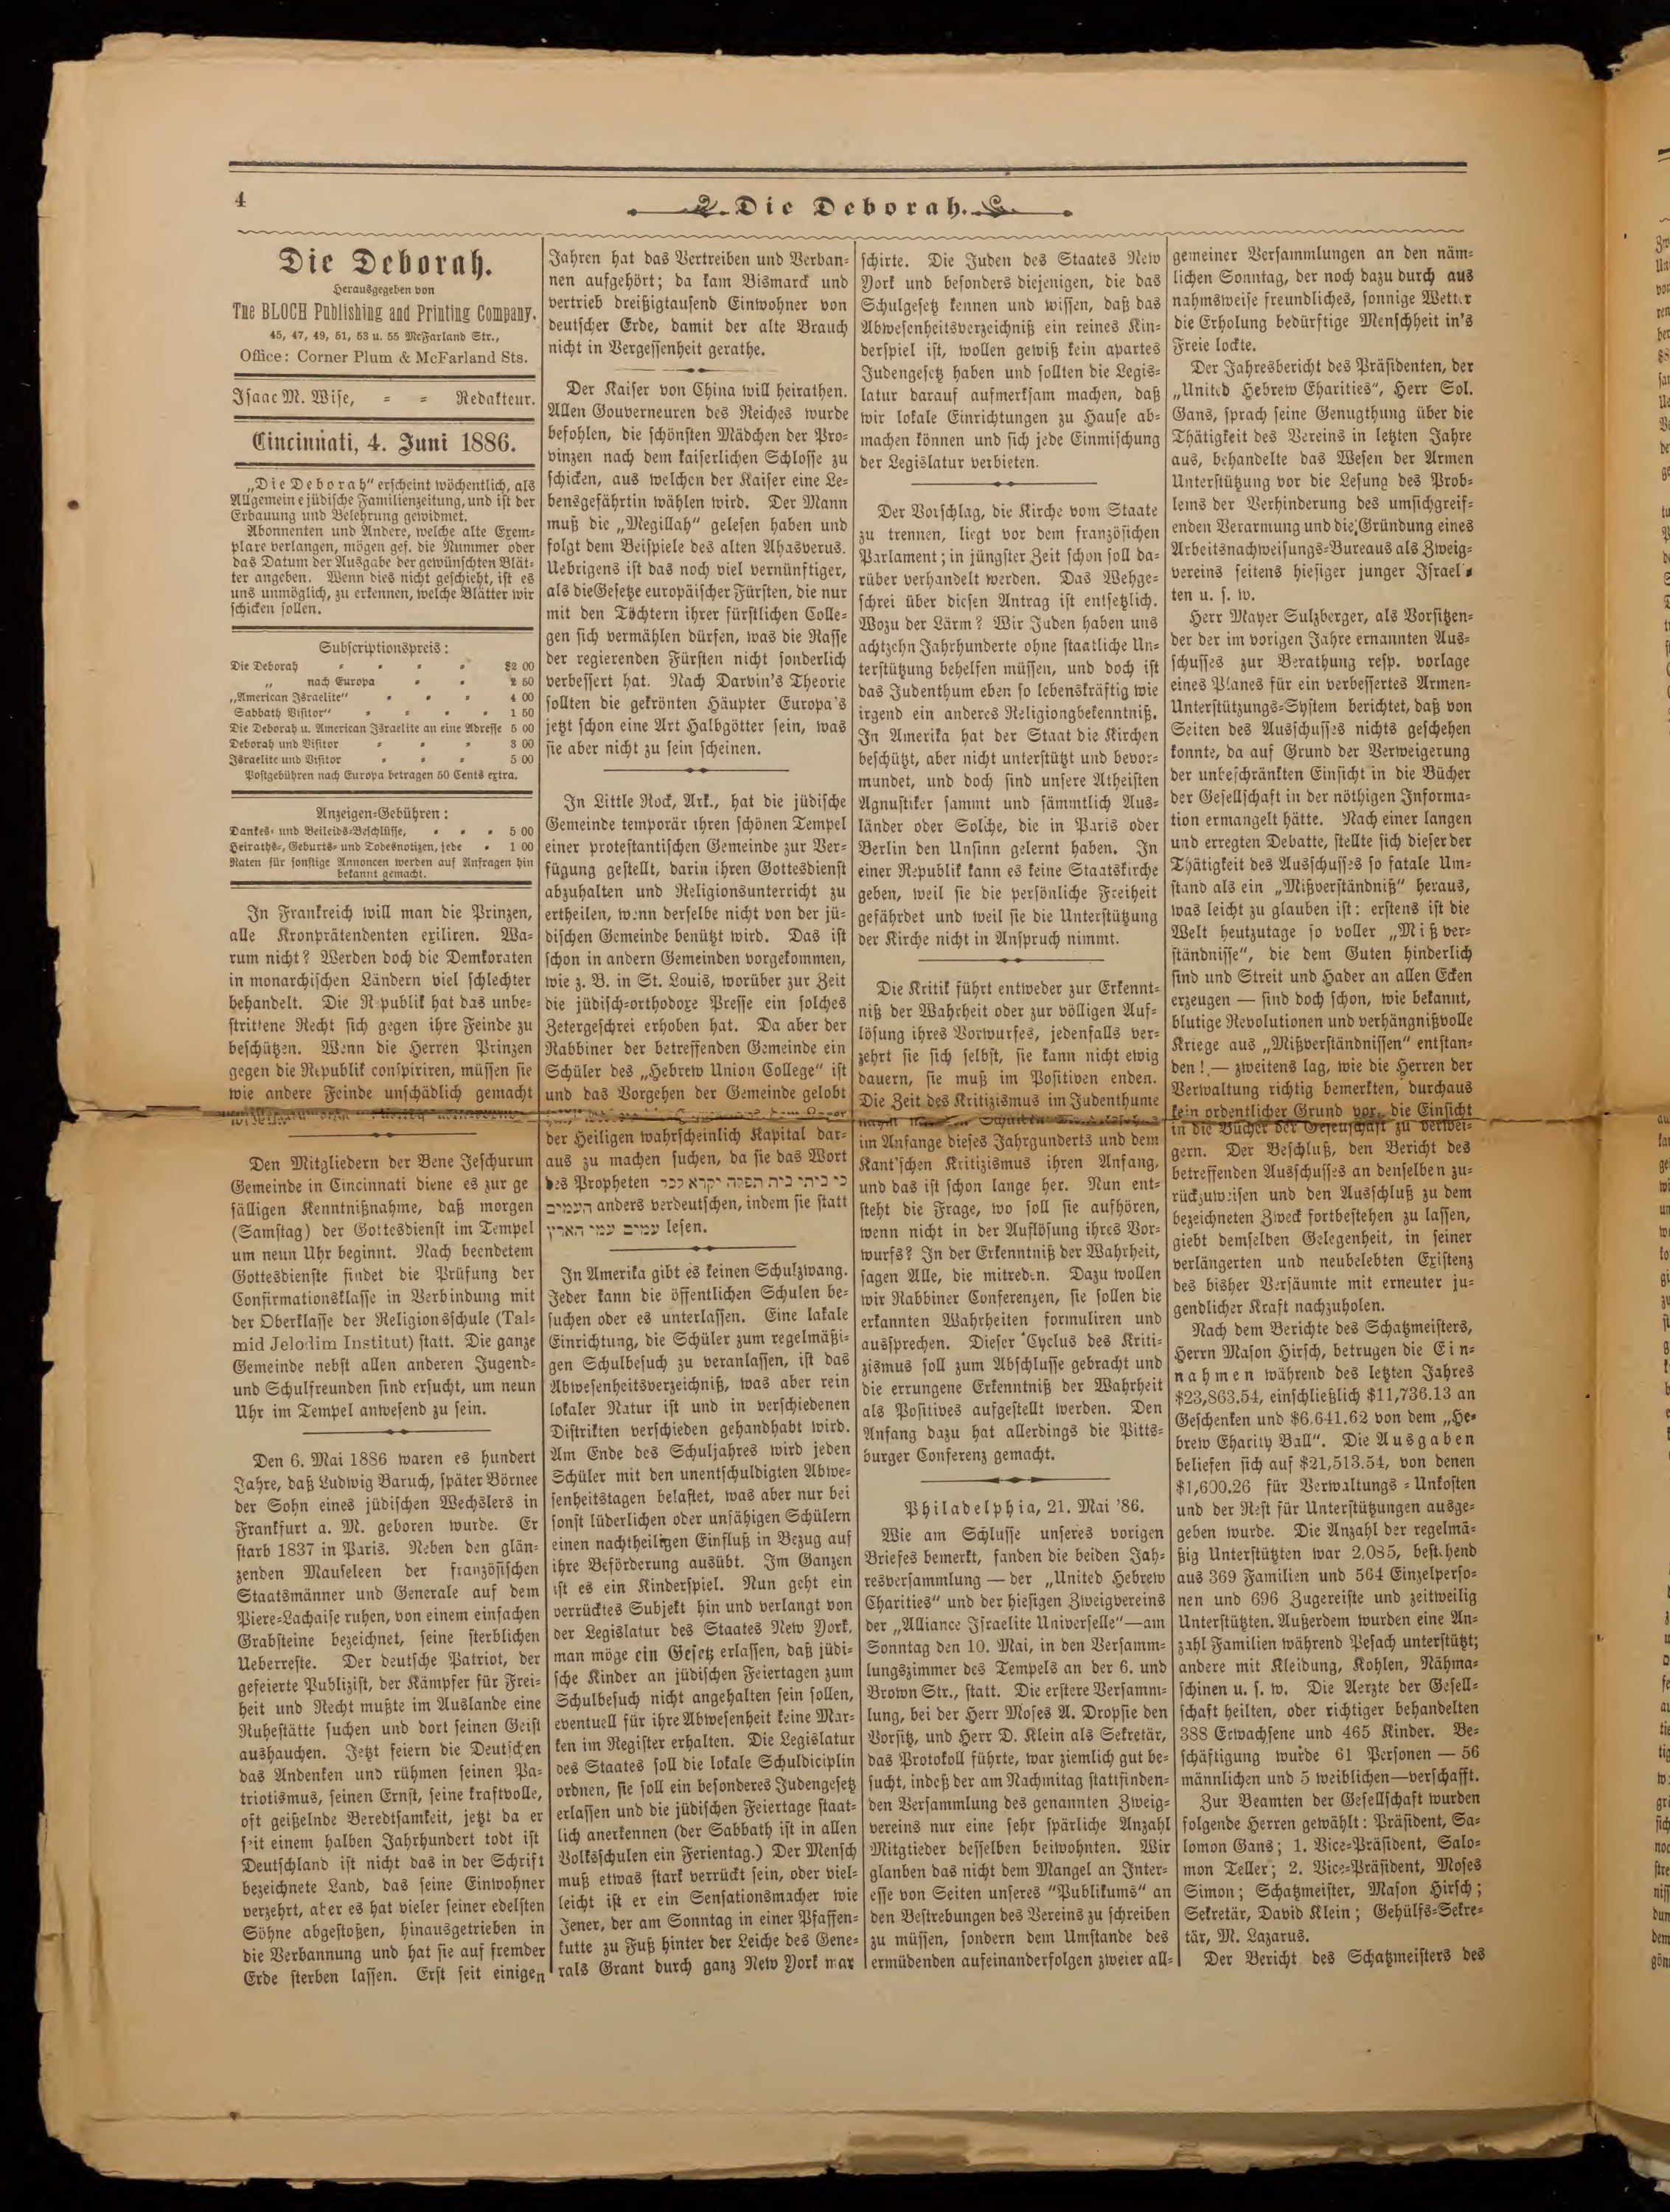 4
Die Deborah.
Die Deborah.
Herausgegeben von
The BLOCH Publishing and Printing Company.
45, 47, 49, 51, 53 u. 55 McFarland Str.,
Office: Corner Plum & McFarland Sts.
Isaac M. Wise, = = Redakteur.
Cincinnati, 4. Juni 1886.
„Die Deborah“ erscheint wöchentlich, als
Allgemeine jüdische Familienzeitung, und ist der
Erbauung und Belehrung gewidmet.
Abonnenten und Andere, welche alte Exem-
plare verlangen, mögen gef. die Nummer oder
das Datum der Ausgabe der gewünschten Blät-
ter angeben. Wenn dies nicht geschieht, ist es
uns unmöglich, zu erkennen, welche Blätter wir
schicken sollen.
Subscriptionspreis:
Die Deborah $2 00
„ nach Europa 2 50
„American Israelite“ 4 00
Sabbath Visitor“ 1 50
Die Deborah u. American Israelite an eine Adresse 5 00
Deborah und Visitor 3 00
Israelite und Visitor 5 00
Postgebühren nach Europa betragen 50 Cents extra.
Anzeigen-Gebühren:
Dankes- und Beileids-Beschlüsse, 5 00
Heiraths-, Geburts- und Todesnotizen, jede 1 00
Raten für sonstige Annoncen werden auf Anfragen hin
bekannt gemacht.
In Frankreich will man die Prinzen,
alle Kronprätendenten exiliren. Wa-
rum nicht? Werden doch die Demkoraten
in monarchischen Ländern viel schlechter
behandelt. Die Republik hat das unbe-
strittene Recht sich gegen ihre Feinde zu
beschützen. Wenn die Herren Prinzen
gegen die Republik conspiriren, müssen sie
wie andere Feinde unschädlich gemacht
Den Mitgliedern der Bene Jeschurun
Gemeinde in Cincinnati diene es zur ge
fälligen Kenntnißnahme, daß morgen
(Samstag) der Gottesdienst im Tempel
um neun Uhr beginnt. Nach beendetem
Gottesdienste findet die Prüfung der
Confirmationsklasse in Verbindung mit
der Oberklasse der Religionsschule (Tal-
mid Jelodim Institut) statt. Die ganze
Gemeinde nebst allen anderen Jugend-
und Schulfreunden sind ersucht, um neun
Uhr im Tempel anwesend zu sein.
Den 6. Mai 1886 waren es hundert
Jahre, daß Ludwig Baruch, später Börnee
der Sohn eines jüdischen Wechslers in
Frankfurt a. M. geboren wurde. Er
starb 1837 in Paris. Neben den glän-
zenden Mauseleen der französischen
Staatsmänner und Generale auf dem
Piere-Lachaise ruhen, von einem einfachen
Grabsteine bezeichnet, seine sterblichen
Ueberreste. Der deutsche Patriot, der
gefeierte Publizist, der Kämpfer für Frei-
heit und Recht mußte im Auslande eine
Ruhestätte suchen und dort seinen Geist
aushauchen. Jetzt feiern die Deutschen
das Andenken und rühmen seinen Pa-
triotismus, seinen Ernst, seine kraftvolle,
oft geißelnde Beredtsamkeit, jetzt da er
seit einem halben Jahrhundert todt ist
Deutschland ist nicht das in der Schrift
bezeichnete Land, das seine Einwohner
verzehrt, aber es hat vieler seiner edelsten
Söhne abgestoßen, hinausgetrieben in
die Verbannung und hat sie auf fremder
Erde sterben lassen. Erst seit einigen
Jahren hat das Vertreiben und Verban-
nen aufgehört; da kam Bismarck und
vertrieb dreißigtausend Einwohner von
deutscher Erde, damit der alte Brauch
nicht in Vergessenheit gerathe.
Der Kaiser von China will heirathen.
Allen Gouverneuren des Reiches wurde
befohlen, die schönsten Mädchen der Pro-
vinzen nach dem kaiserlichen Schlosse zu
schicken, aus welchen der Kaiser eine Le-
bensgefährtin wählen wird. Der Mann
muß die „Megillah“ gelesen haben und
folgt dem Beispiele des alten Ahasverus.
Uebrigens ist das noch viel vernünftiger,
als die Gesetze europäischer Fürsten, die nur
mit den Töchtern ihrer fürstlichen Colle-
gen sich vermählen dürfen, was die Rasse
der regierenden Fürsten nicht sonderlich
verbessert hat. Nach Darvin's Theorie
sollten die gekrönten Häupter Europa's
jetzt schon eine Art Halbgötter sein, was
sie aber nicht zu sein scheinen.
In Little Rock, Ark., hat die jüdische
Gemeinde temporär ihren schönen Tempel
einer protestantischen Gemeinde zur Ver-
fügung gestellt, darin ihren Gottesdienst
abzuhalten und Religionsunterricht zu
ertheilen, wenn derselbe nicht von der jü-
dischen Gemeinde benützt wird. Das ist
schon in andern Gemeinden vorgekommen,
wie z. B. in St. Louis, worüber zur Zeit
die jüdisch-orthodoxe Presse ein solches
Zetergeschrei erhoben hat. Da aber der
Rabbiner der betreffenden Gemeinde ein
Schüler des „Hebrew Union College“ ist
und das Vorgehen der Gemeinde gelobt
der Heiligen wahrscheinlich Kapital dar-
aus zu machen suchen, da sie das Wort
des Propheten כי ביתי בית תפלה יקרא לכל
העמים anders verdeutschen, indem sie statt
עמים עמי הארץ lesen.
In Amerika gibt es keinen Schulzwang.
Jeder kann die öffentlichen Schulen be-
suchen oder es unterlassen. Eine lakale
Einrichtung, die Schüler zum regelmäßi-
gen Schulbesuch zu veranlassen, ist das
Abwesenheitsverzeichniß, was aber rein
lokaler Natur ist und in verschiedenen
Distrikten verschieden gehandhabt wird.
Am Ende des Schuljahres wird jeden
Schüler mit den unentschuldigten Abwe-
senheitstagen belastet, was aber nur bei
sonst lüderlichen oder unfähigen Schülern
einen nachtheiligen Einfluß in Bezug auf
ihre Beförderung ausübt. Im Ganzen
ist es ein Kinderspiel. Nun geht ein
verrücktes Subjekt hin und verlangt von
der Legislatur des Staates New York,
man möge ein Gesetz erlassen, daß jüdi-
sche Kinder an jüdischen Feiertagen zum
Schulbesuch nicht angehalten sein sollen,
eventuell für ihre Abwesenheit keine Mar-
ken im Register erhalten. Die Legislatur
des Staates soll die lokale Schuldiciplin
ordnen, sie soll ein besonderes Judengesetz
erlassen und die jüdischen Feiertage staat-
lich anerkennen (der Sabbath ist in allen
Volksschulen ein Ferientag.) Der Mensch
muß etwas stark verrückt sein, oder viel-
leicht ist er ein Sensationsmacher wie
Jener, der am Sonntag in einer Pfaffen-
kutte zu Fuß hinter der Leiche des Gene-
rals Grant durch ganz New York mar
schirte. Die Juden des Staates New
York und besonders diejenigen, die das
Schulgesetz kennen und wissen, daß das
Abwesenheitsverzeichniß ein reines Kin-
derspiel ist, wollen gewiß kein apartes
Judengesetz haben und sollten die Legis-
latur darauf aufmerksam machen, daß
wir lokale Einrichtungen zu Hause ab-
machen können und sich jede Einmischung
der Legislatur verbieten.
Der Vorschlag, die Kirche vom Staate
zu trennen, liegt vor dem französichen
Parlament; in jüngster Zeit schon soll da-
rüber verhandelt werden. Das Wehge-
schrei über diesen Antrag ist entsetzlich.
Wozu der Lärm? Wir Juden haben uns
achtzehn Jahrhunderte ohne staatliche Un-
terstützung behelfen müssen, und doch ist
das Judenthum eben so lebenskräftig wie
irgend ein anderes Religiongbekenntniß.
In Amerika hat der Staat die Kirchen
beschützt, aber nicht unterstützt und bevor-
mundet, und doch sind unsere Atheisten
Agnustiker sammt und sämmtlich Aus-
länder oder Solche, die in Paris oder
Berlin den Unsinn gelernt haben. In
einer Republik kann es keine Staatskirche
geben, weil sie die persönliche Freiheit
gefährdet und weil sie die Unterstützung
der Kirche nicht in Anspruch nimmt.
Die Kritik führt entweder zur Erkennt-
niß der Wahrheit oder zur völligen Auf-
lösung ihres Vorwurfes, jedenfalls ver-
zehrt sie sich selbst, sie kann nicht ewig
dauern, sie muß im Positiven enden.
Die Zeit des Kritizismus im Judenthume
im Anfange dieses Jahrgunderts und dem
Kant'schen Kritizismus ihren Anfang,
und das ist schon lange her. Nun ent-
steht die Frage, wo soll sie aufhören,
wenn nicht in der Auflösung ihres Vor-
wurfs? In der Erkenntniß der Wahrheit,
sagen Alle, die mitreden. Dazu wollen
wir Rabbiner Conferenzen, sie sollen die
erkannten Wahrheiten formuliren und
aussprechen. Dieser Cyclus des Kriti-
zismus soll zum Abschlusse gebracht und
die errungene Erkenntniß der Wahrheit
als Positives aufgestellt werden. Den
Anfang dazu hat allerdings die Pitts-
burger Conferenz gemacht.
Philadelphia, 21. Mai '86.
Wie am Schlusse unseres vorigen
Briefes bemerkt, fanden die beiden Jah-
resversammlung — der „United Hebrew
Charities“ und der hiesigen Zweigvereins
der „Alliance Israelite Universelle“—am
Sonntag den 10. Mai, in den Versamm-
lungszimmer des Tempels an der 6. und
Brown Str., statt. Die erstere Versamm-
lung, bei der Herr Moses A. Dropsie den
Vorsitz, und Herr D. Klein als Sekretär,
das Protokoll führte, war ziemlich gut be-
sucht, indeß der am Nachmitag stattfinden-
den Versammlung des genannten Zweig-
vereins nur eine sehr spärliche Anzahl
Mitgtieder desselben beiwohnten. Wir
glanben das nicht dem Mangel an Inter-
esse von Seiten unseres "Publikums" an
den Bestrebungen des Vereins zu schreiben
zu müssen, sondern dem Umstande des
ermüdenden aufeinanderfolgen zweier all-
gemeiner Versammlungen an den näm-
lichen Sonntag, der noch dazu durch aus
nahmsweise freundliches, sonnige Wetter
die Erholung bedürftige Menschheit in's
Freie lockte.
Der Jahresbericht des Präsidenten, der
„United Hebrew Charities“, Herr Sol.
Gans, sprach seine Genugthung über die
Thätigkeit des Vereins in letzten Jahre
aus, behandelte das Wesen der Armen
Unterstützung vor die Lesung des Prob-
lems der Verhinderung des umsichgreif-
enden Verarmung und die Gründung eines
Arbeitsnachweisungs-Bureaus als Zweig-
vereins seitens hiesiger junger Israel-
ten u. s. w.
Herr Mayer Sulzberger, als Vorsitzen-
der der im vorigen Jahre ernannten Aus-
schusses zur Berathung resp. vorlage
eines Planes für ein verbessertes Armen-
Unterstützungs-System berichtet, daß von
Seiten des Ausschusses nichts geschehen
konnte, da auf Grund der Verweigerung
der unbeschränkten Einsicht in die Bücher
der Gesellschaft in der nöthigen Informa-
tion ermangelt hätte. Nach einer langen
und erregten Debatte, stellte sich dieser der
Thätigkeit des Ausschusses so fatale Um-
stand als ein „Mißverständniß“ heraus,
was leicht zu glauben ist: erstens ist die
Welt heutzutage so voller „Mißver-
ständnisse“, die dem Guten hinderlich
sind und Streit und Hader an allen Ecken
erzeugen — sind doch schon, wie bekannt,
blutige Revolutionen und verhängnißvolle
Kriege aus „Mißverständnissen“ entstan-
den! — zweitens lag, wie die Herren der
Verwaltung richtig bemerkten, durchaus
kein ordentlicher Grund vor, die Einsicht
in die Bücher der Gesellschaft zu verwei-
gern. Der Beschluß, den Bericht des
betreffenden Ausschusses an denselben zu-
rückzuweisen und den Ausschluß zu dem
bezeichneten Zweck fortbestehen zu lassen,
giebt demselben Gelegenheit, in seiner
verlängerten und neubelebten Existenz
des bisher Versäumte mit erneuter ju-
gendlicher Kraft nachzuholen.
Nach dem Berichte des Schatzmeisters,
Herrn Mason Hirsch, betrugen die Ein-
nahmen während des letzten Jahres
$23,863.54, einschließlich $11,736.13 an
Geschenken und $6,641.62 von dem „He-
brew Charity Ball“. Die Ausgaben
beliefen sich auf $21,513.54, von denen
$1,600.26 für Verwaltungs-Unkosten
und der Rest für Unterstützungen ausge-
geben wurde. Die Anzahl der regelmä-
ßig Unterstützten war 2,085, bestehend
aus 369 Familien und 564 Einzelperso-
nen und 696 Zugereiste und zeitweilig
Unterstützten. Außerdem wurden eine An-
zahl Familien während Pesach unterstützt;
andere mit Kleidung, Kohlen, Nähma-
schinen u. s. w. Die Aerzte der Gesell-
schaft heilten, oder richtiger behandelten
388 Erwachsene und 465 Kinder. Be-
schäftigung wurde 61 Personen — 56
männlichen und 5 weiblichen—verschafft.
Zur Beamten der Gesellschaft wurden
folgende Herren gewählt: Präsident, Sa-
lomon Gans; 1. Vice-Präsident, Salo-
mon Teller; 2. Vice-Präsident, Moses
Simon; Schatzmeister, Mason Hirsch;
Sekretär, David Klein; Gehülfs-Sekre-
tär, M. Lazarus.
Der Bericht des Schatzmeisters des